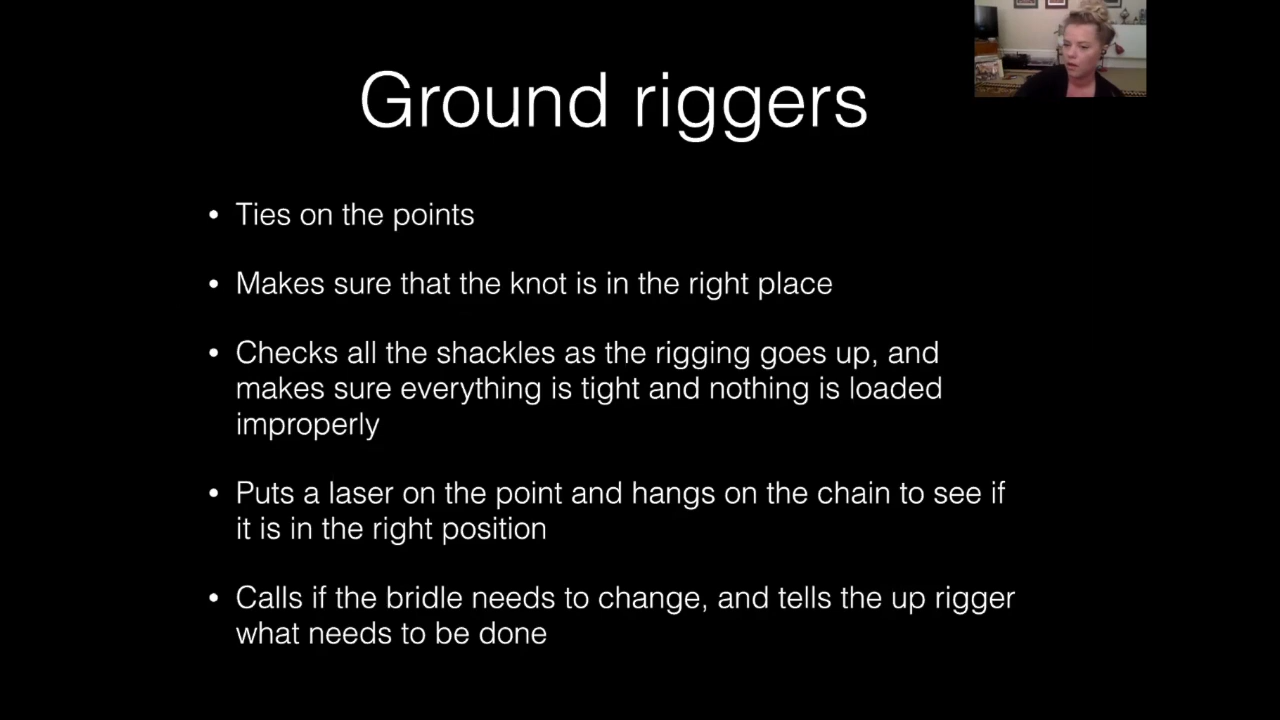 Ground riggers
• Ties on the points
• Makes sure that the knot is in the right place
• Checks all the shackles as the rigging goes up, and
makes sure everything is tight and nothing is loaded
improperly
• Puts a laser on the point and hangs on the chain to see if
it is in the right position
• Calls if the bridle needs to change, and tells the up rigger
what needs to be done